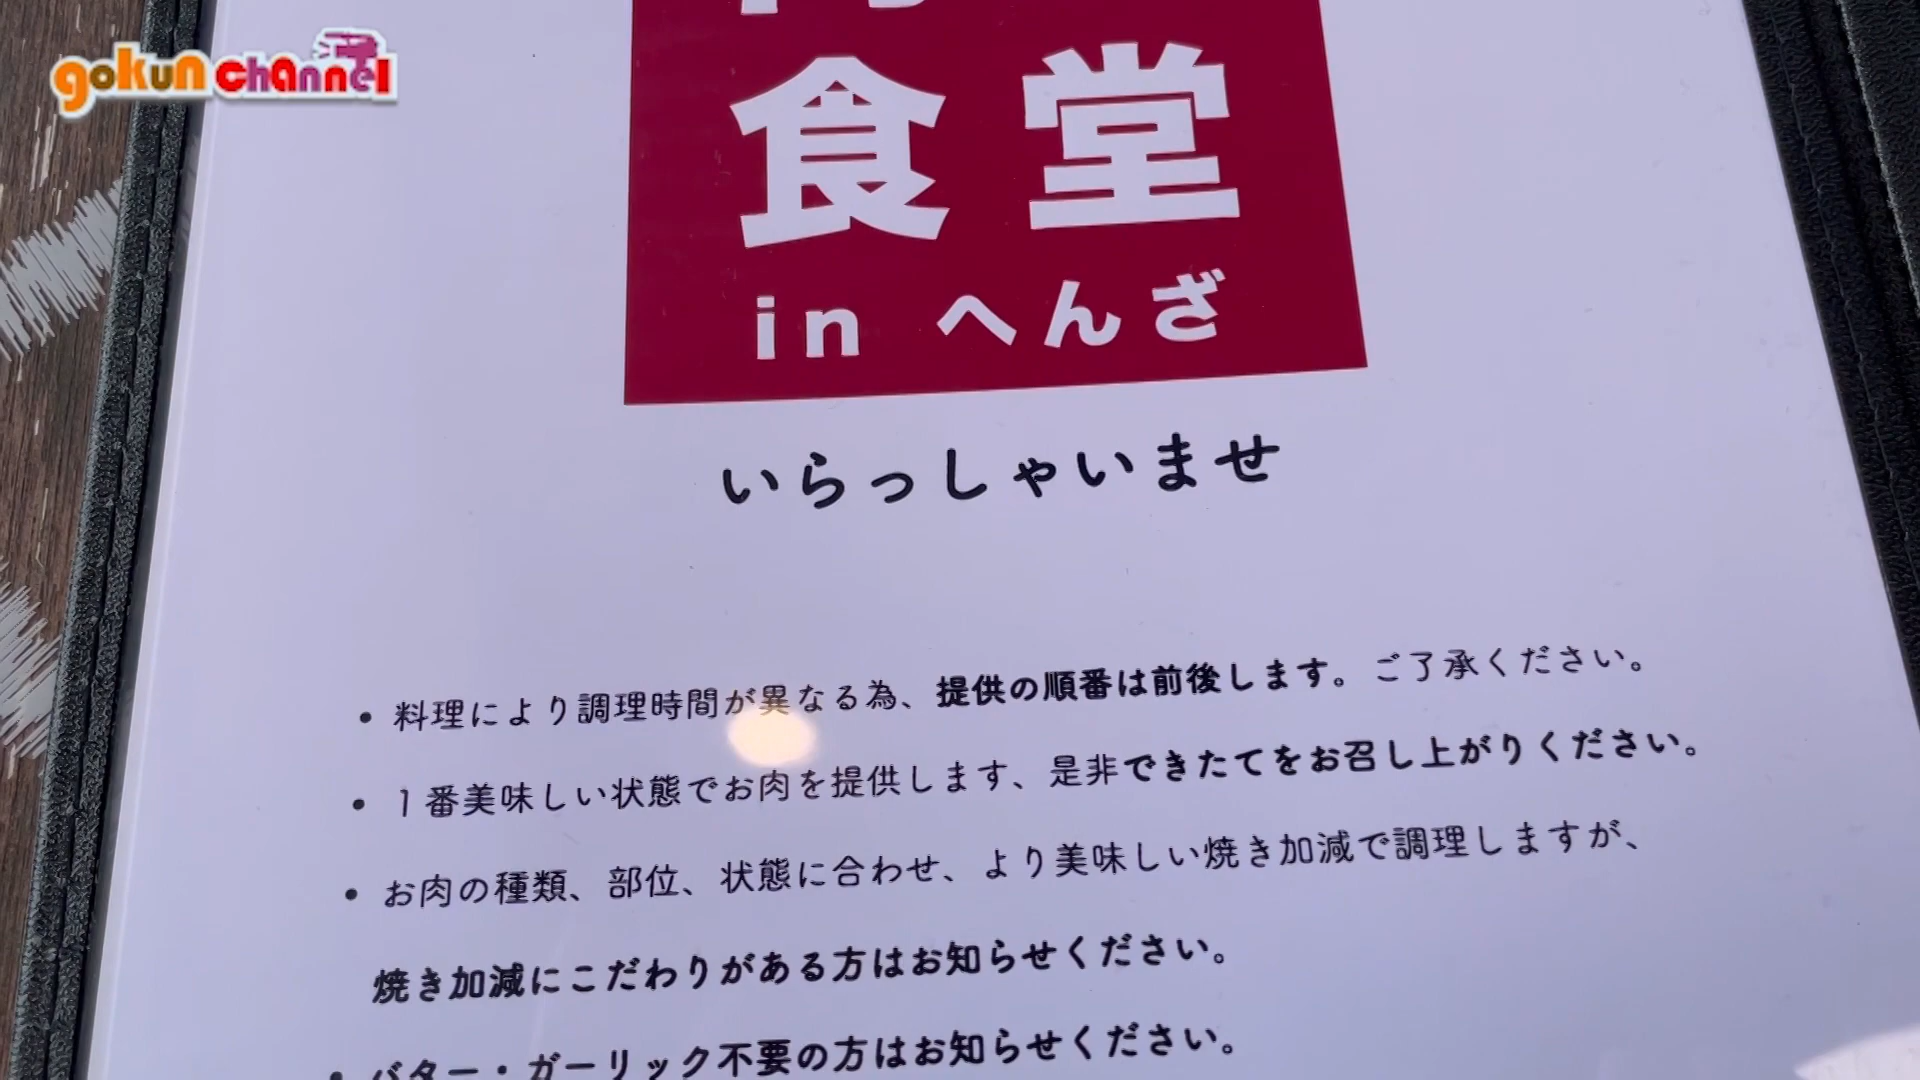 gokun channel
食堂
in へんざ
いらっしゃいませ
• 料理により調理時間が異なる為、提供の順番は前後します。ご了承ください。
• 1番美味しい状態でお肉を提供します、是非できたてをお召し上がりください。
• お肉の種類、部位、状態に合わせ、より美味しい焼き加減で調理しますが、
焼き加減にこだわりがある方はお知らせください。
• バター・ガーリック不要の方はお知らせください。